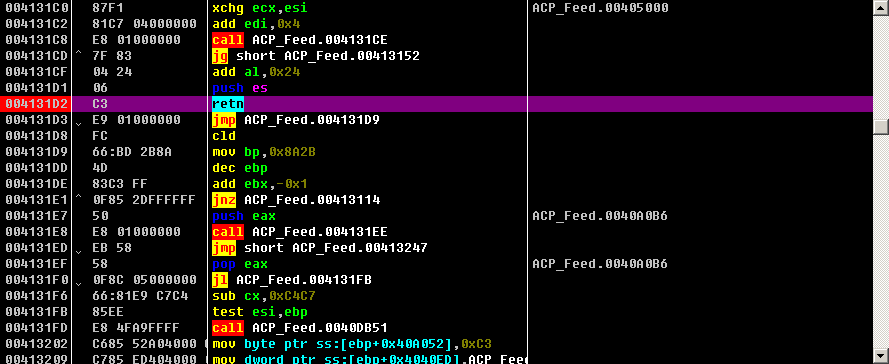 004131C0 87F1 xchg ecx,esi ACP_Feed.00405000
004131C2 81C7 04000000 add edi,0x4
004131C8 E8 01000000 call ACP_Feed.004131CE
004131CD ^ 7F 83 jg short ACP_Feed.00413152
004131CF 04 24 add al,0x24
004131D1 06 push es
004131D2 C3 retn
004131D3 ⌄ E9 01000000 jmp ACP_Feed.004131D9
004131D8 FC cld
004131D9 66:BD 2B8A mov bp,0x8A2B
004131DD 4D dec ebp
004131DE 83C3 FF add ebx,-0x1
004131E1 ^ 0F85 2DFFFFFF jnz ACP_Feed.00413114
004131E7 50 push eax ACP_Feed.0040A0B6
004131E8 E8 01000000 call ACP_Feed.004131EE
004131ED ⌄ EB 58 jmp short ACP_Feed.00413247
004131EF 58 pop eax ACP_Feed.0040A0B6
004131F0 ⌄ 0F8C 05000000 jl ACP_Feed.004131FB
004131F6 66:81E9 C7C4 sub cx,0xC4C7
004131FB 85EE test esi,ebp
004131FD E8 4FA9FFFF call ACP_Feed.0040DB51
00413202 C685 52A04000 mov byte ptr ss:[ebp+0x40A052],0xC3
00413209 C785 ED404000 mov dword ptr ss:[ebp+0x4040ED],ACP_Fee